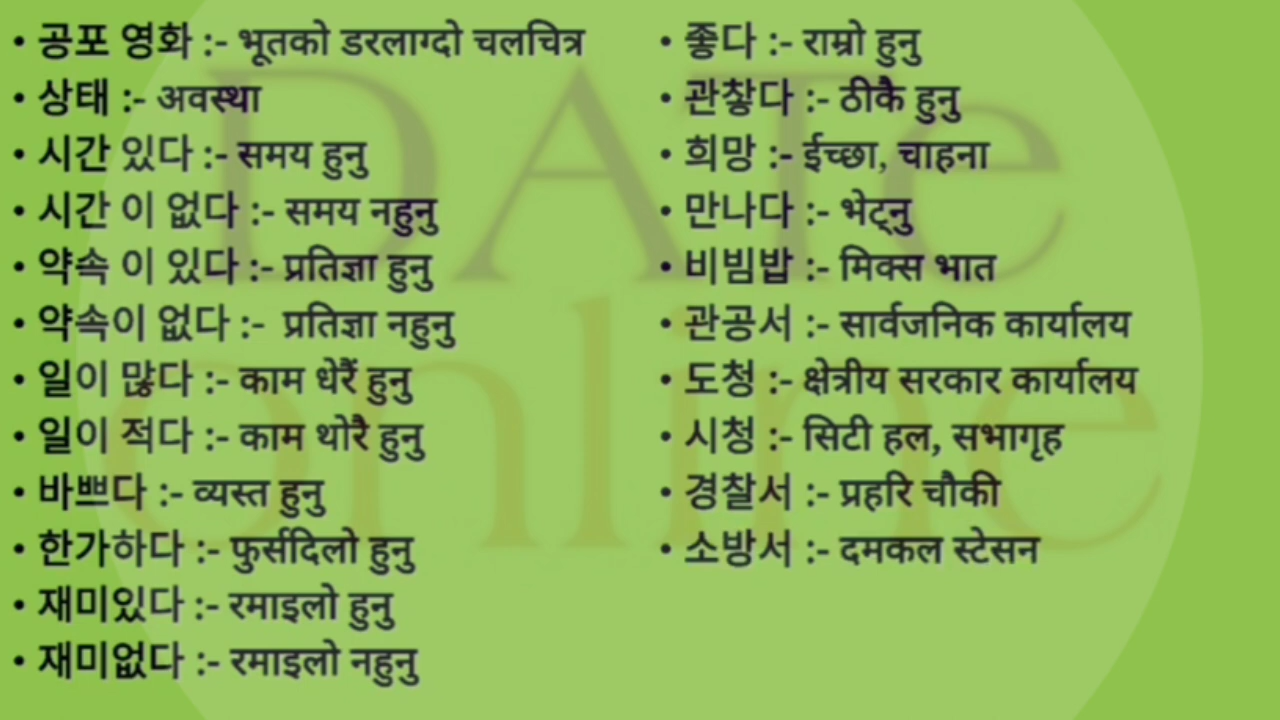 • 공포 영화 :- भूतको डरलाग्दो चलचित्र
• 상태 :- अवस्था
• 시간 있다 :- समय हुनु
• 시간 이 없다 :- समय नहुनु
• 약속 이 있다 :- प्रतिज्ञा हुनु
• 약속이 없다 :- प्रतिज्ञा नहुनु
• 일이 많다 :- काम धेरैं हुनु
• 일이 적다 :- काम थोरै हुनु
• 바쁘다 :- व्यस्त हुनु
• 한가하다 :- फुर्सदिलो हुनु
• 재미있다 :- रमाइलो हुनु
• 재미없다 :- रमाइलो नहुनु
• 좋다 :- राम्रो हुनु
• 관찮다 :- ठीकै हुनु
• 희망 :- ईच्छा, चाहना
• 만나다 :- भेट्नु
• 비빔밥 :- मिक्स भात
• 관공서 :- सार्वजनिक कार्यालय
• 도청 :- क्षेत्रीय सरकार कार्यालय
• 시청 :- सिटी हल, सभागृह
• 경찰서 :- प्रहरि चौकी
• 소방서 :- दमकल स्टेसन
DATe
online